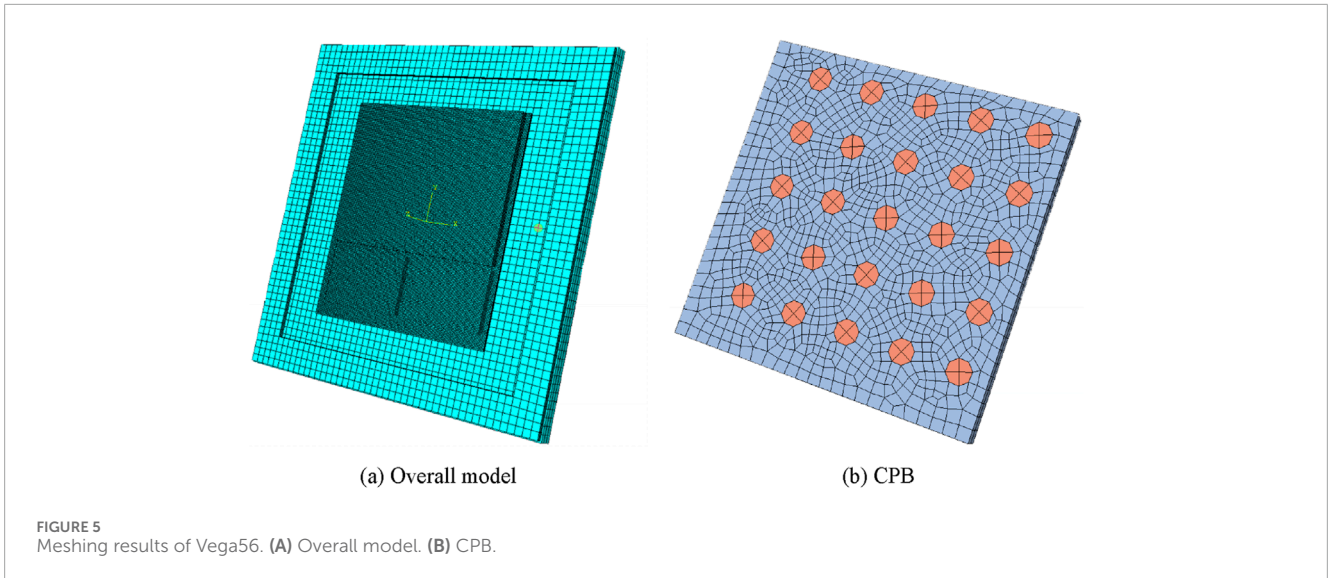 (a) Overall model
(b) CPB
FIGURE 5
Meshing results of Vega56. (A) Overall model. (B) CPB.